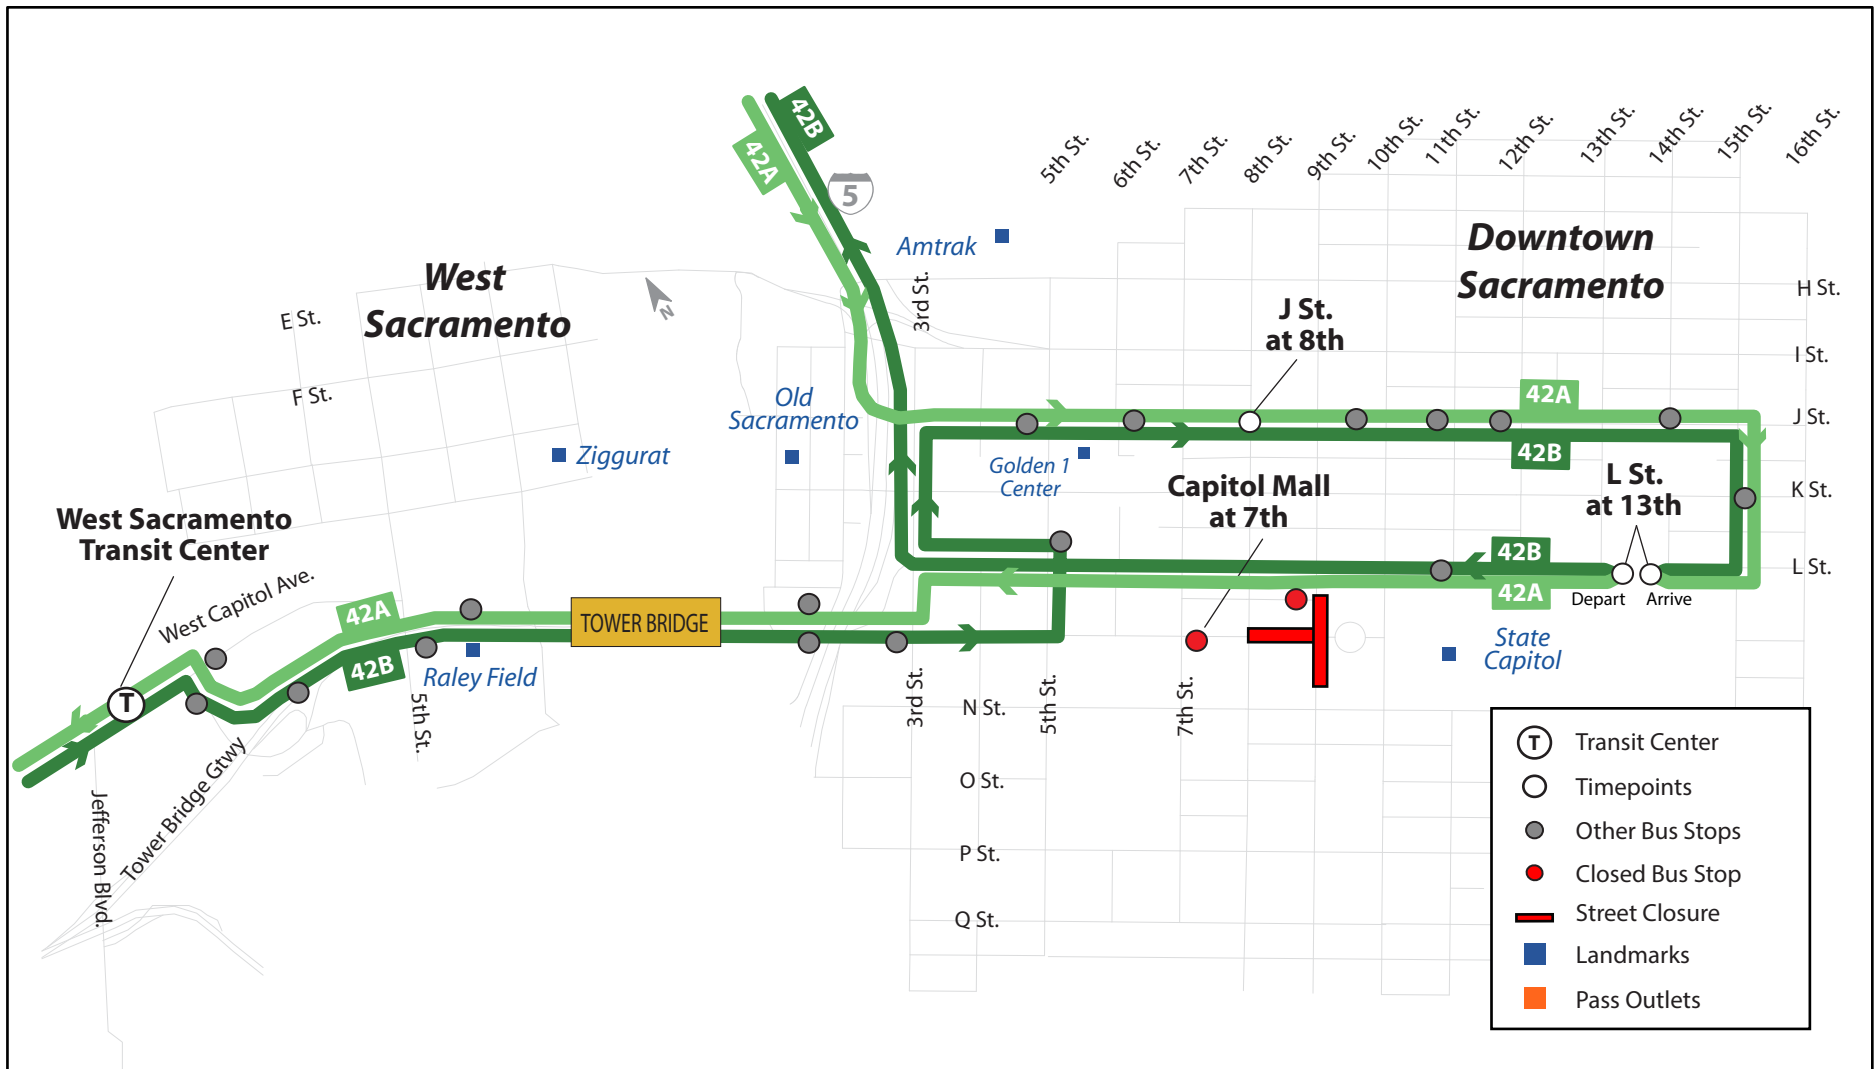 42B
42A
5
5th St.
6th St.
7th St.
8th St.
9th St.
10th St.
11th St.
12th St.
13th St.
14th St.
15th St.
16th St.
Amtrak
3rd St.
Downtown
Sacramento
West
Sacramento
N
H St.
E St.
J St.
at 8th
I St.
F St.
Old
Sacramento
42A
J St.
42B
Ziggurat
Golden 1
Center
Capitol Mall
at 7th
L St.
at 13th
K St.
West Sacramento
Transit Center
42B
L St.
West Capitol Ave.
42A
42A
Depart
Arrive
TOWER BRIDGE
42B
Raley Field
State
Capitol
T
5th St.
3rd St.
N St.
5th St.
7th St.
Jefferson Blvd.
Tower Bridge Gtwy
O St.
P St.
Q St.
T
Transit Center
Timepoints
Other Bus Stops
Closed Bus Stop
Street Closure
Landmarks
Pass Outlets